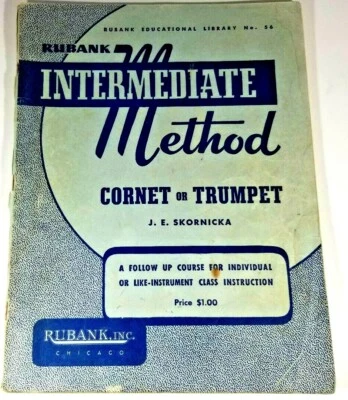 RUBANK EDUCATIONAL LIBRARY No. 56
RUBANK
INTERMEDIATE
Method
CORNET OR TRUMPET
J. E. SKORNICKA
A FOLLOW UP COURSE FOR INDIVIDUAL
OR LIKE-INSTRUMENT CLASS INSTRUCTION
Price $1.00
RUBANK, INC.
CHICAGO